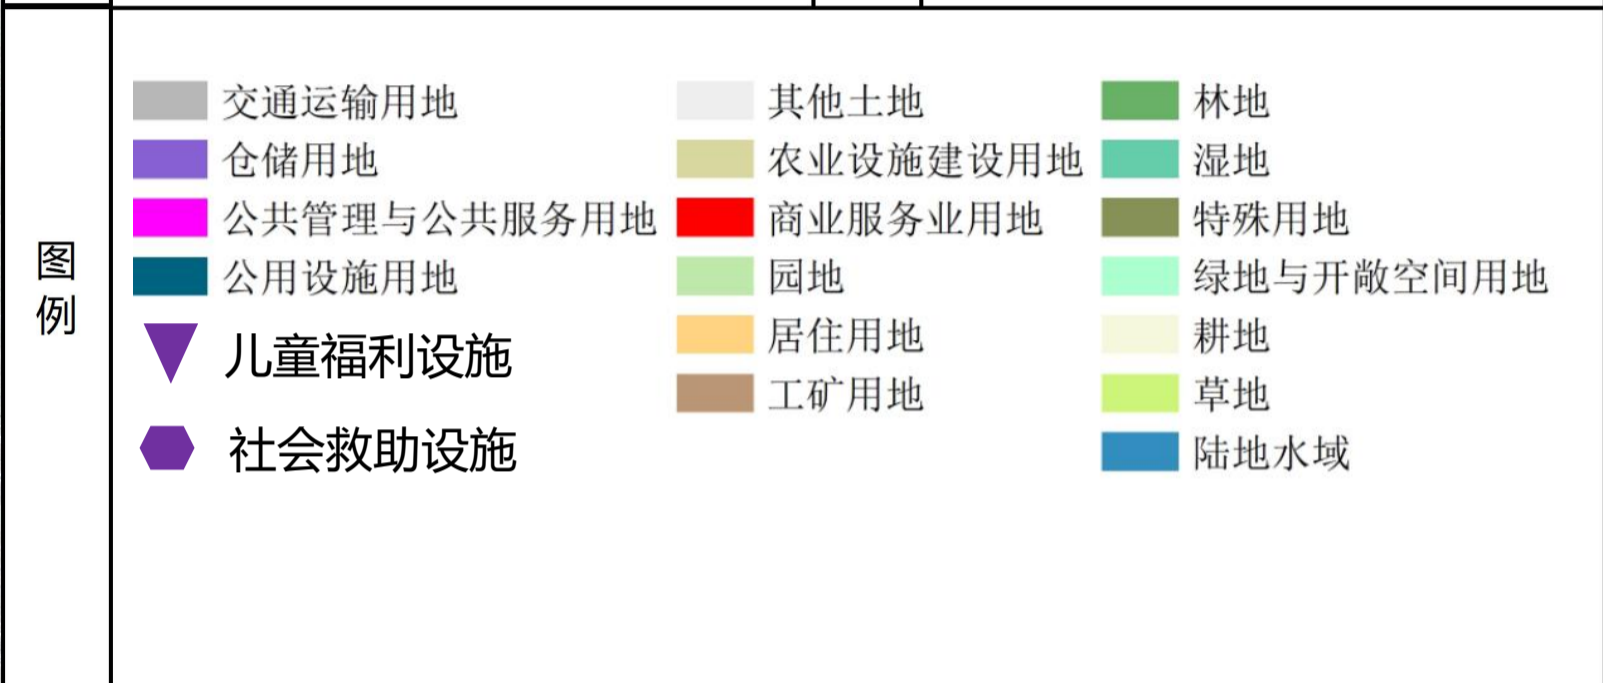 图
例
交通运输用地
仓储用地
公共管理与公共服务用地
公用设施用地
儿童福利设施
社会救助设施
其他土地
农业设施建设用地
商业服务业用地
园地
居住用地
工矿用地
林地
湿地
特殊用地
绿地与开敞空间用地
耕地
草地
陆地水域